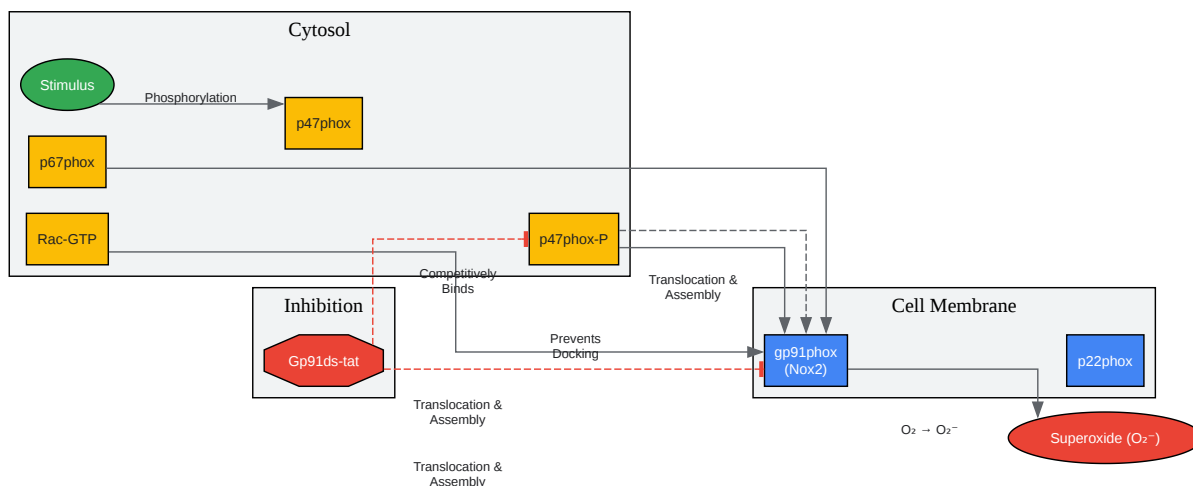 Cytosol
Stimulus
Phosphorylation
p47phox
p67phox
Rac-GTP
p47phox-P
Competitively
Binds
Translocation &
Assembly
Inhibition
Cell Membrane
Gp91ds-tat
Prevents
Docking
gp91phox
(Nox2)
p22phox
Translocation &
Assembly
O₂ → O₂⁻
Superoxide (O₂⁻)
Translocation &
Assembly